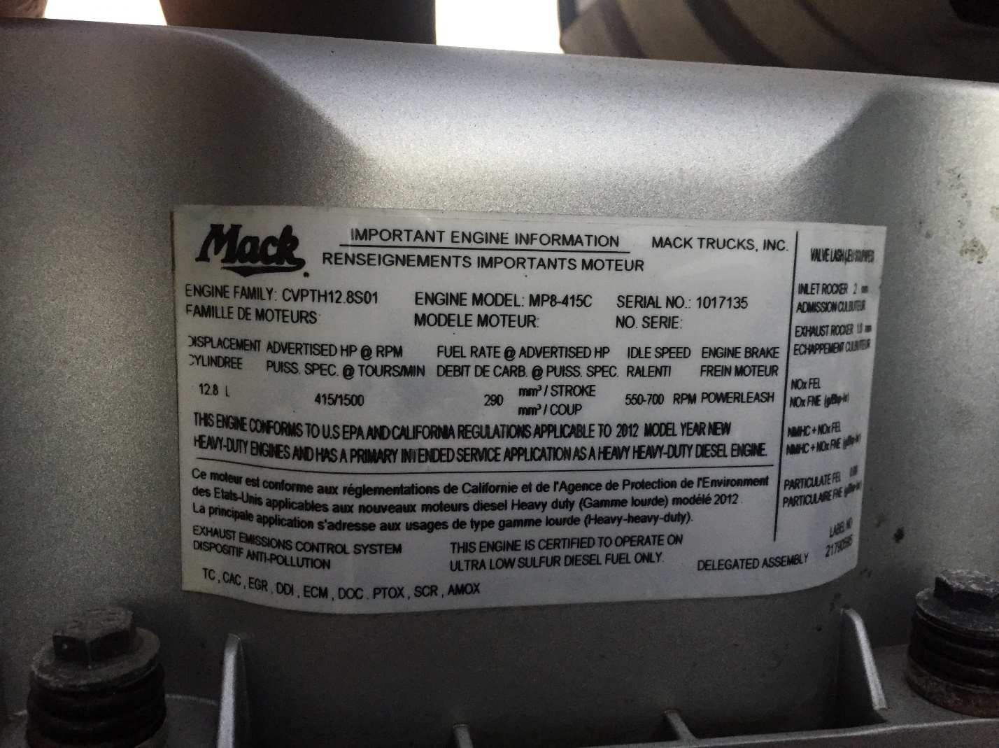 Mack
IMPORTANT ENGINE INFORMATION
MACK TRUCKS, INC.
RENSEIGNEMENTS IMPORTANTS MOTEUR
ENGINE FAMILY: CVPTH12.8S01
ENGINE MODEL: MP8-415C
SERIAL NO.: 1017135
FAMILLE DE MOTEURS:
MODELE MOTEUR:
NO. SERIE:
DISPLACEMENT
ADVERTISED HP @ RPM
FUEL RATE @ ADVERTISED HP
IDLE SPEED
ENGINE BRAKE
CYLINDREE
PUISS. SPEC. @ TOURS/MIN
DEBIT DE CARB. @ PUISS. SPEC.
RALENTI
FREIN MOTEUR
12.8 L
415/1500
290
mm³ / STROKE
mm³ / COUP
550-700 RPM
POWERLEASH
THIS ENGINE CONFORMS TO U.S EPA AND CALIFORNIA REGULATIONS APPLICABLE TO 2012 MODEL YEAR NEW
HEAVY-DUTY ENGINES AND HAS A PRIMARY INTENDED SERVICE APPLICATION AS A HEAVY HEAVY-DUTY DIESEL ENGINE.
Ce moteur est conforme aux réglementations de Californie et de l'Agence de Protection de l'Environment
des Etats-Unis applicables aux nouveaux moteurs diesel Heavy duty (Gamme lourde) modélé 2012.
La principale application s'adresse aux usages de type gamme lourde (Heavy-heavy-duty).
EXHAUST EMISSIONS CONTROL SYSTEM
DISPOSITIF ANTI-POLLUTION
THIS ENGINE IS CERTIFIED TO OPERATE ON
ULTRA LOW SULFUR DIESEL FUEL ONLY.
DELEGATED ASSEMBLY
TC, CAC, EGR, DDI, ECM, DOC. PTOX, SCR, AMOX
VALVE LASH
INLET ROCKER 2 mm
ADMISSION CULBUTEUR
EXHAUST ROCKER mm
ECHAPPEMENT CULBUTEUR
NOx FEL
NOx FNE (g/Bhp-hr)
NMHC + NOx FEL
NMHC + NOx FNE (g/Bhp-hr)
PARTICULATE FEL
PARTICULAIRE FNE (g/Bhp-hr)
LABEL NO